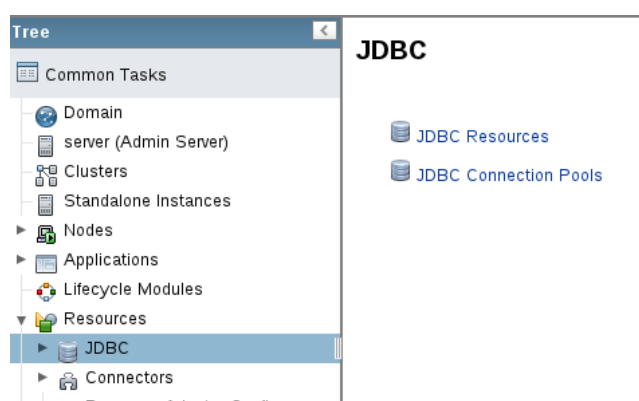 Tree
Common Tasks
Domain
server (Admin Server)
Clusters
Standalone Instances
Nodes
Applications
Lifecycle Modules
Resources
JDBC
Connectors
JDBC
JDBC Resources
JDBC Connection Pools